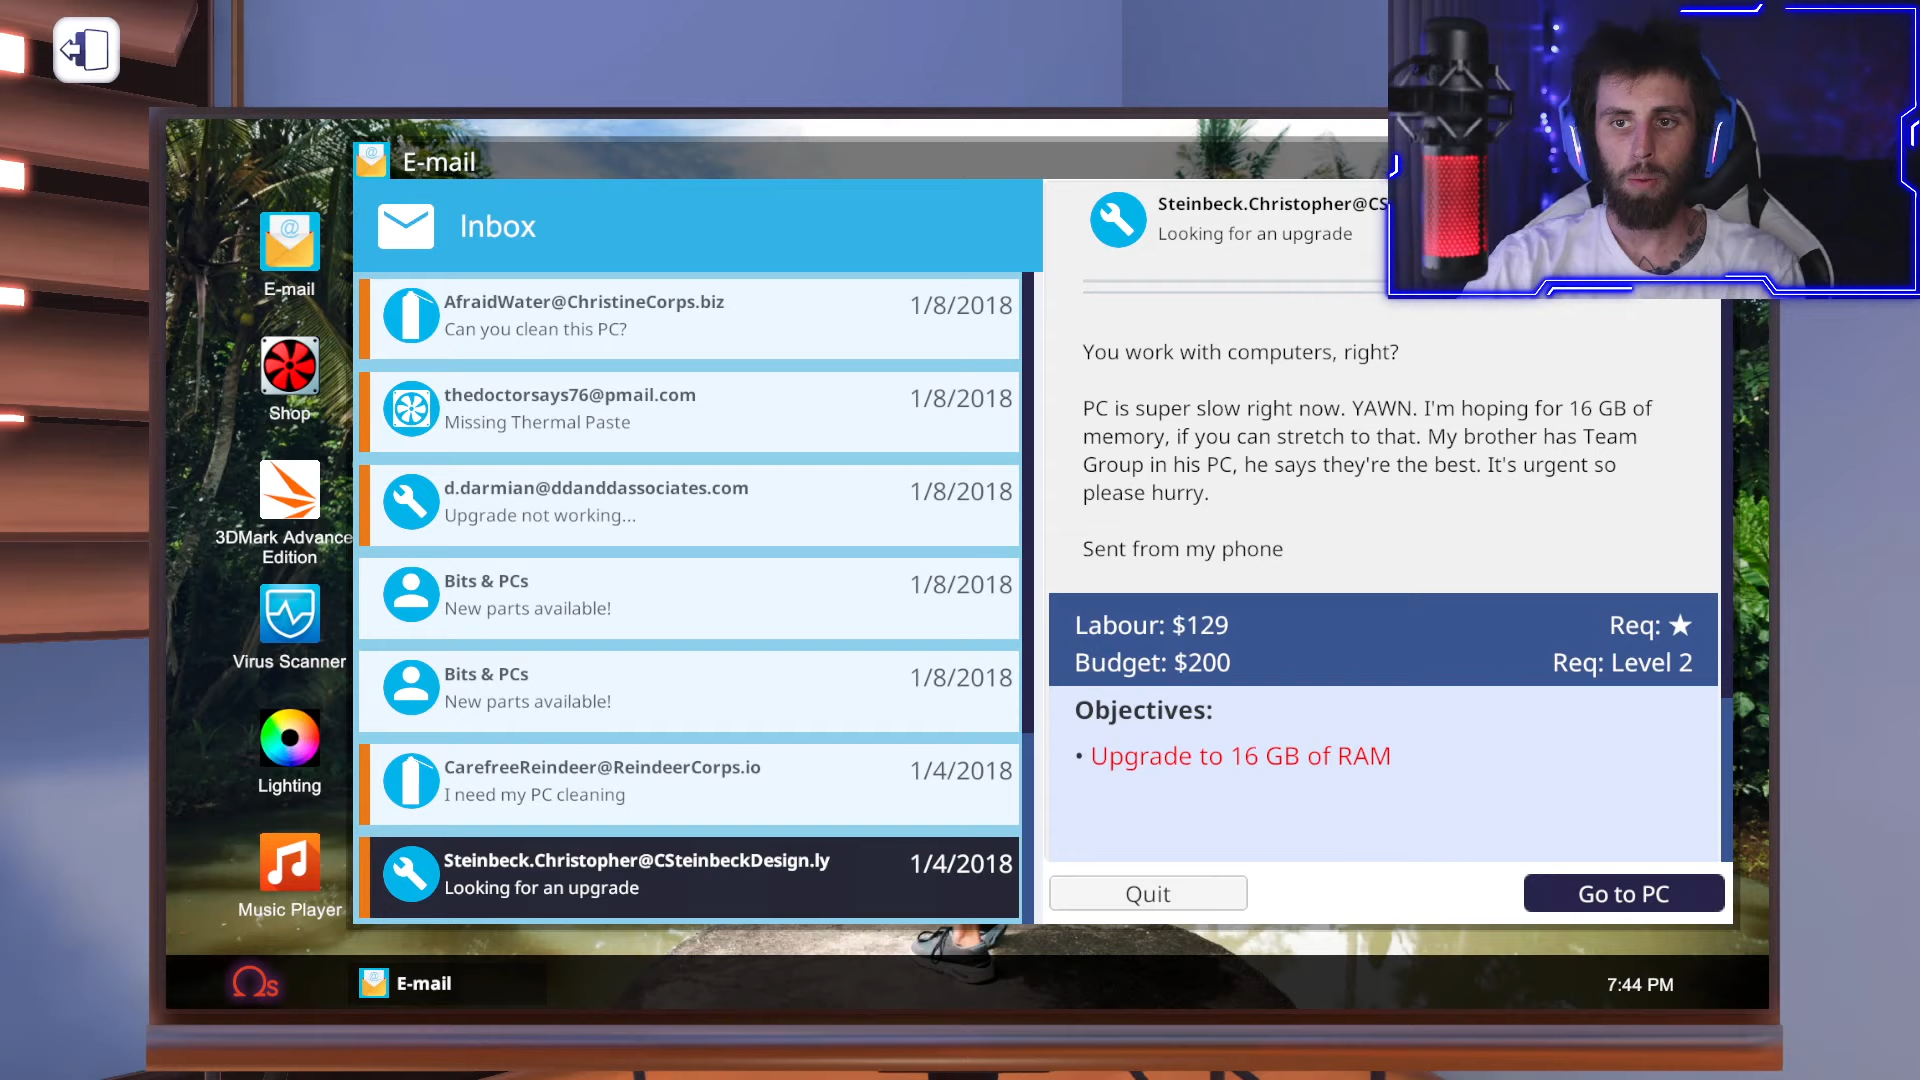 E-mail
Inbox
AfraidWater@ChristineCorps.biz
1/8/2018
Can you clean this PC?
thedoctorsays76@pmail.com
1/8/2018
Missing Thermal Paste
d.darmian@ddanddassociates.com
1/8/2018
Upgrade not working...
Bits & PCs
1/8/2018
New parts available!
Bits & PCs
1/8/2018
New parts available!
CarefreeReindeer@ReindeerCorps.io
1/4/2018
I need my PC cleaning
Steinbeck.Christopher@CSteinbeckDesign.ly
1/4/2018
Looking for an upgrade
E-mail
Shop
3DMark Advance
Edition
Virus Scanner
Lighting
Music Player
Steinbeck.Christopher@CS
Looking for an upgrade
You work with computers, right?
PC is super slow right now. YAWN. I'm hoping for 16 GB of
memory, if you can stretch to that. My brother has Team
Group in his PC, he says they're the best. It's urgent so
please hurry.
Sent from my phone
Labour: $129
Req: ★
Budget: $200
Req: Level 2
Objectives:
• Upgrade to 16 GB of RAM
Quit
Go to PC
Ωs
E-mail
7:44 PM